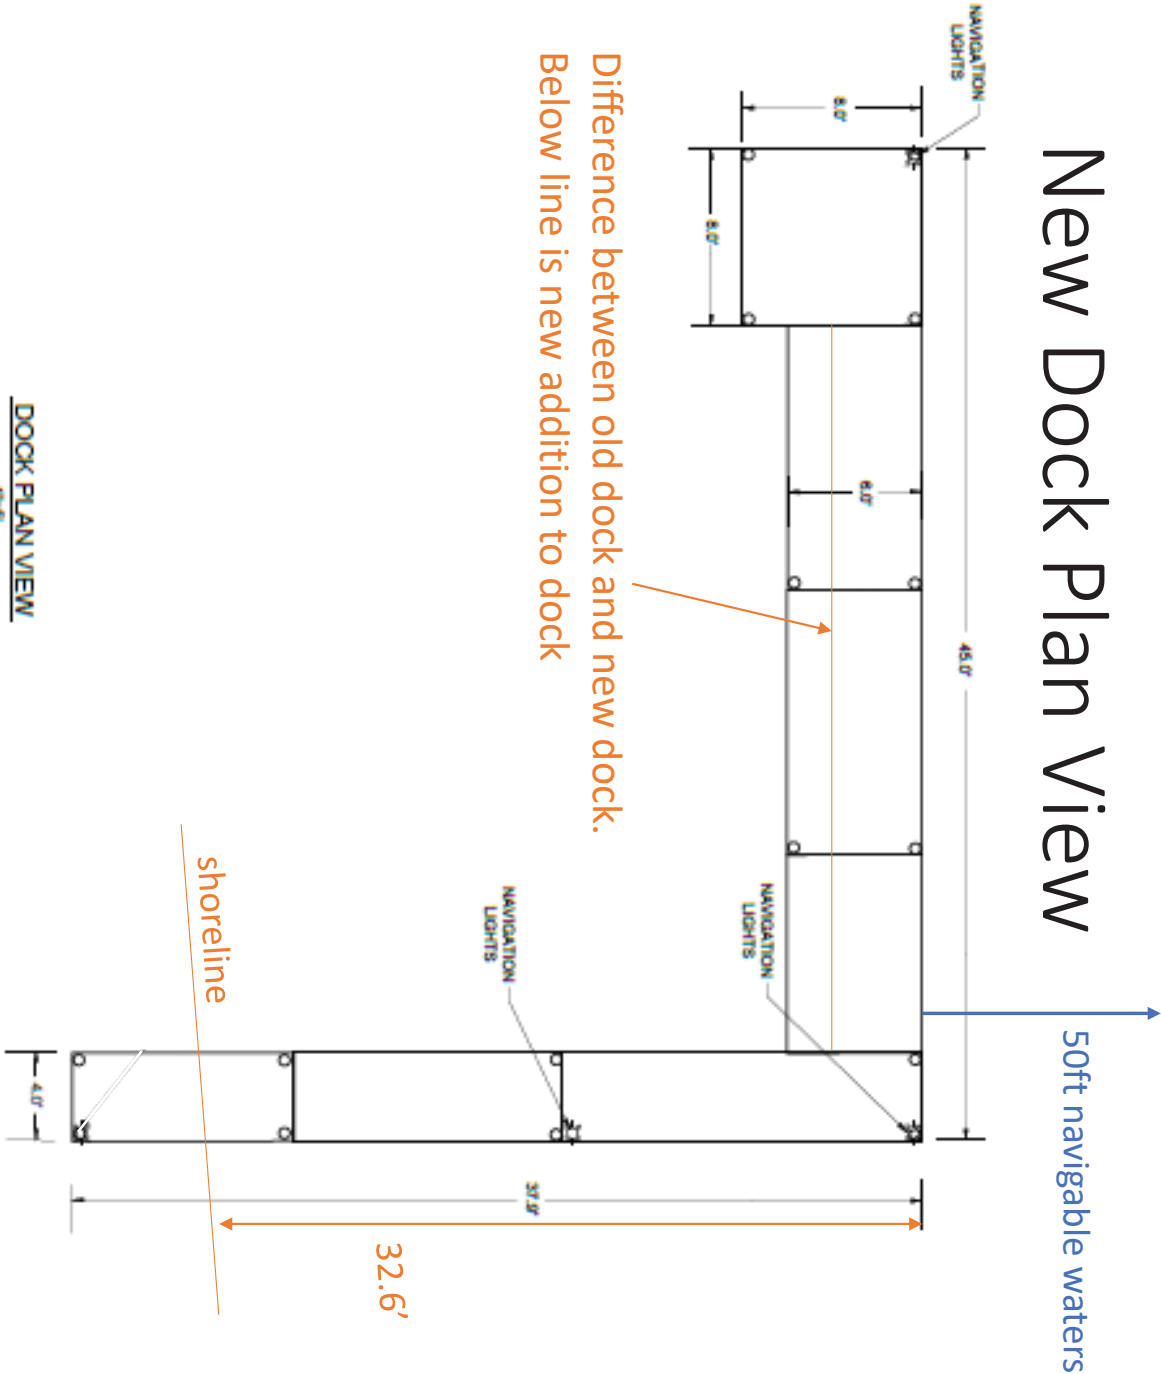 New Dock Plan View
50ft navigable waters
NAVIGATION
LIGHTS
45.0'
8.0'
6.0'
8.0'
NAVIGATION
LIGHTS
Difference between old dock and new dock.
Below line is new addition to dock
NAVIGATION
LIGHTS
37.9'
32.6'
shoreline
4.0'
DOCK PLAN VIEW